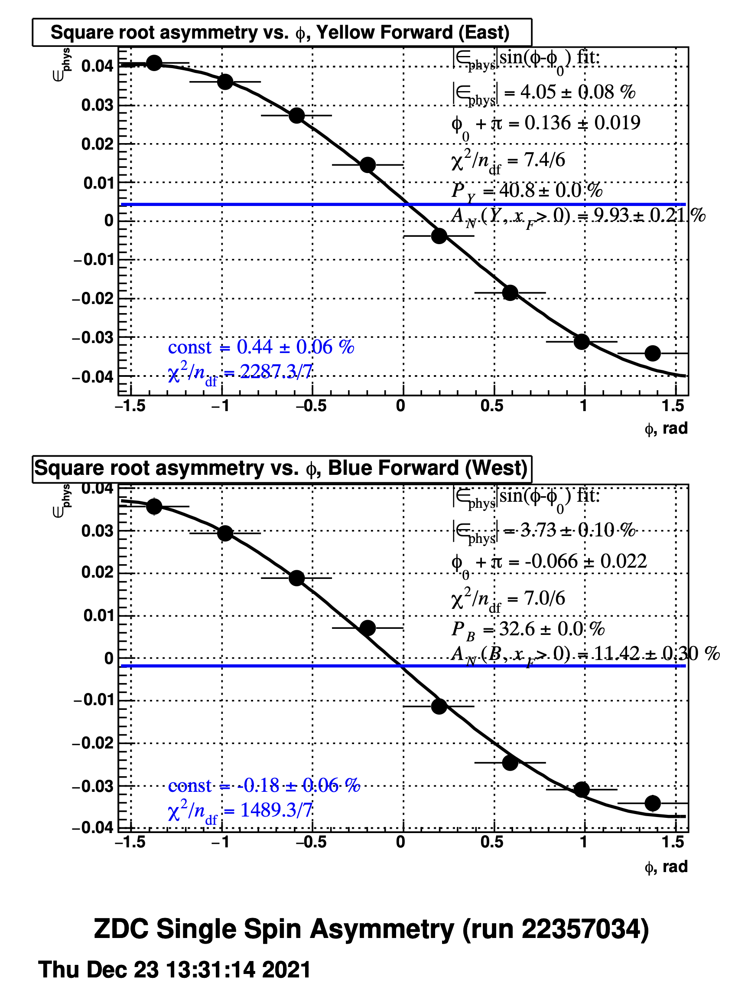 Square root asymmetry vs. ϕ, Yellow Forward (East)
∈phys
|∈phys|sin(ϕ-ϕ0) fit:
|∈phys| = 4.05 ± 0.08 %
ϕ0 + π = 0.136 ± 0.019
χ2/ndf = 7.4/6
PY = 40.8 ± 0.0 %
AN (Y, xF > 0) = 9.93 ± 0.21 %
0.04
0.03
0.02
0.01
0
−0.01
−0.02
−0.03
−0.04
const = 0.44 ± 0.06 %
χ2/ndf = 2287.3/7
−1.5 −1 −0.5 0 0.5 1 1.5
ϕ, rad
Square root asymmetry vs. ϕ, Blue Forward (West)
∈phys
|∈phys|sin(ϕ-ϕ0) fit:
|∈phys| = 3.73 ± 0.10 %
ϕ0 + π = -0.066 ± 0.022
χ2/ndf = 7.0/6
PB = 32.6 ± 0.0 %
AN (B, xF > 0) = 11.42 ± 0.30 %
0.04
0.03
0.02
0.01
0
−0.01
−0.02
−0.03
−0.04
const = -0.18 ± 0.06 %
χ2/ndf = 1489.3/7
−1.5 −1 −0.5 0 0.5 1 1.5
ϕ, rad
ZDC Single Spin Asymmetry (run 22357034)
Thu Dec 23 13:31:14 2021